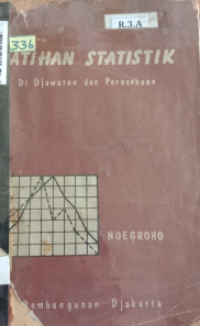 R.3.A
336
ATIHAN STATISTIK
Di Djawatan dan Perusahaan
NOEGROHO
Pembangunan Djakarta